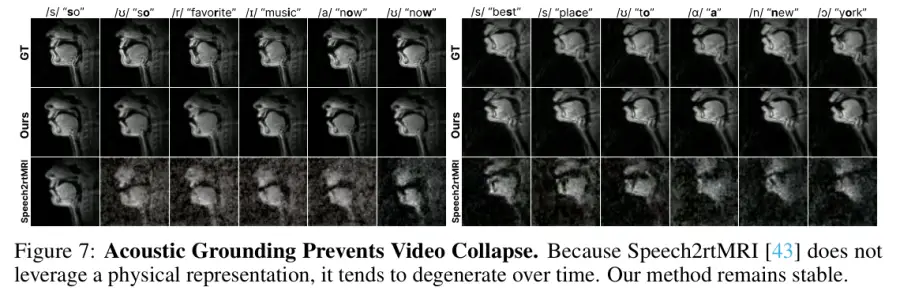 /s/ "so" /ʊ/ "so" /r/ "favorite" /ɪ/ "music" /a/ "now" /ʊ/ "now" /s/ "best" /s/ "place" /ʊ/ "to" /ɑ/ "a" /n/ "new" /ɔ/ "york"
GT GT
Ours Ours
Speech2rtMRI Speech2rtMRI
Figure 7: Acoustic Grounding Prevents Video Collapse. Because Speech2rtMRI [43] does not
leverage a physical representation, it tends to degenerate over time. Our method remains stable.